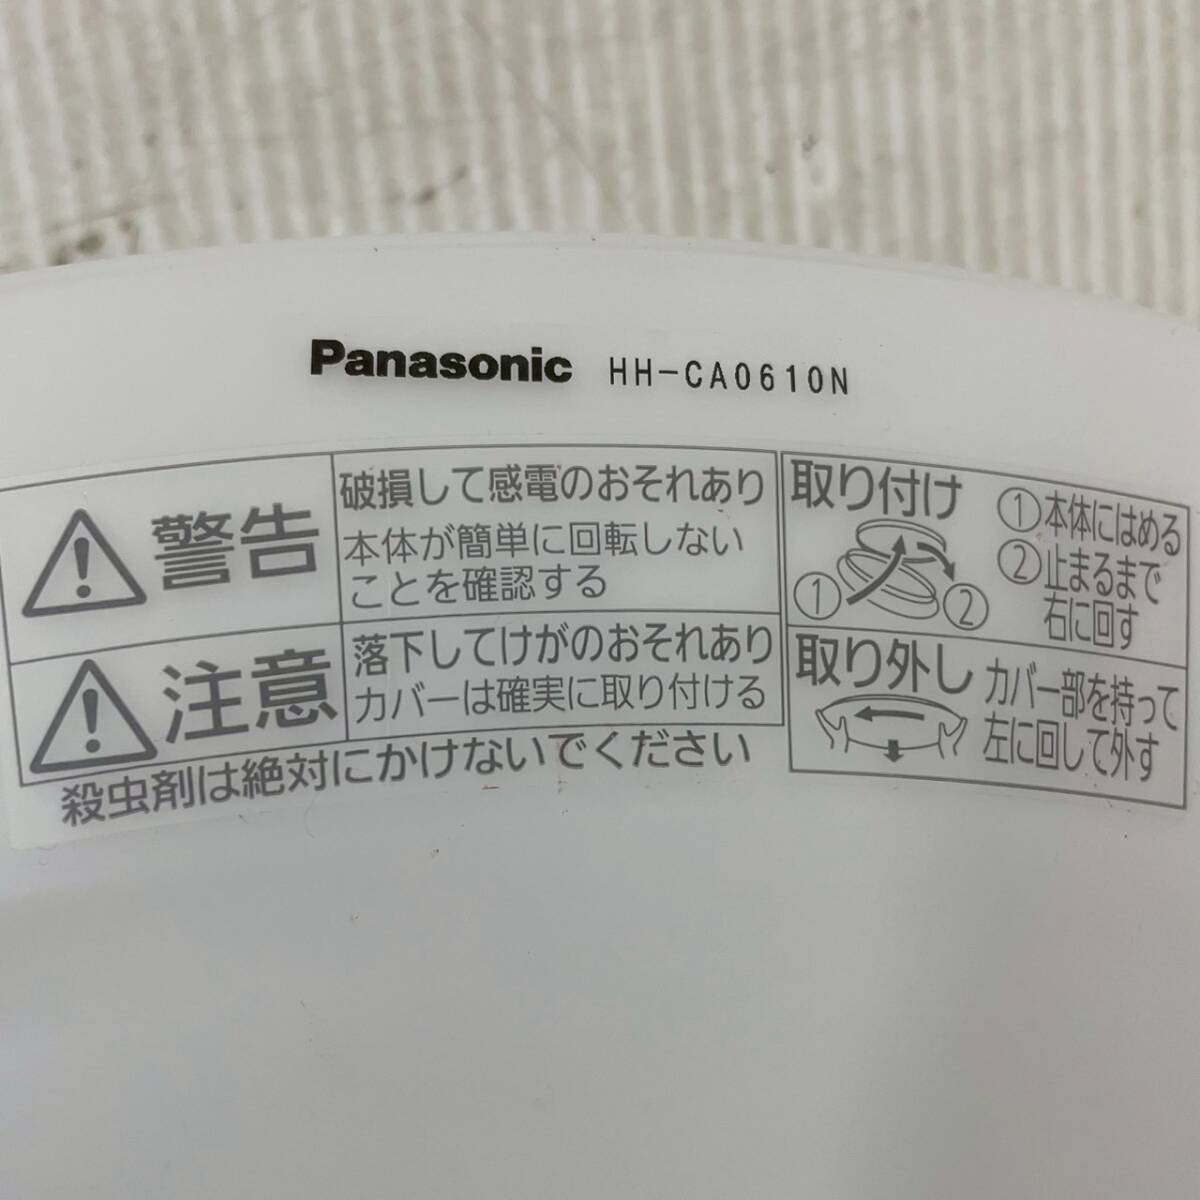 Panasonic HH-CA0610N
警告
破損して感電のおそれあり
本体が簡単に回転しない
ことを確認する
注意
落下してけがのおそれあり
カバーは確実に取り付ける
殺虫剤は絶対にかけないでください
取り付け
① ②
①本体にはめる
②止まるまで
右に回す
取り外し
カバー部を持って
左に回して外す